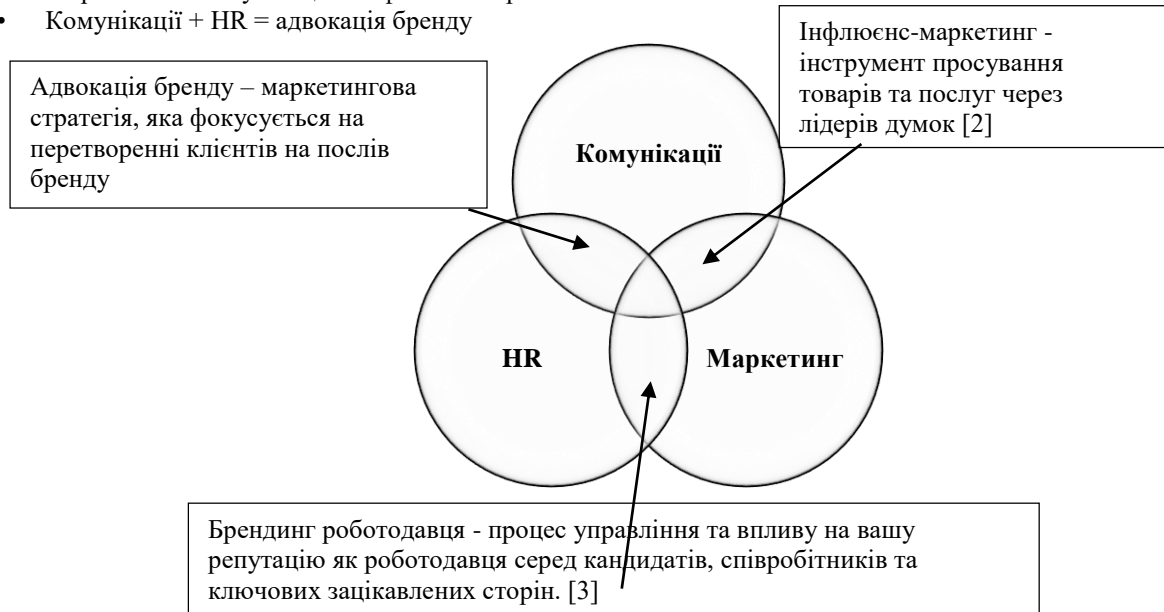 • Комунікації + HR = адвокація бренду
Адвокація бренду – маркетингова
стратегія, яка фокусується на
перетворенні клієнтів на послів
бренду
Інфлюєнс-маркетинг -
інструмент просування
товарів та послуг через
лідерів думок [2]
Комунікації
HR
Маркетинг
Брендинг роботодавця - процес управління та впливу на вашу
репутацію як роботодавця серед кандидатів, співробітників та
ключових зацікавлених сторін. [3]